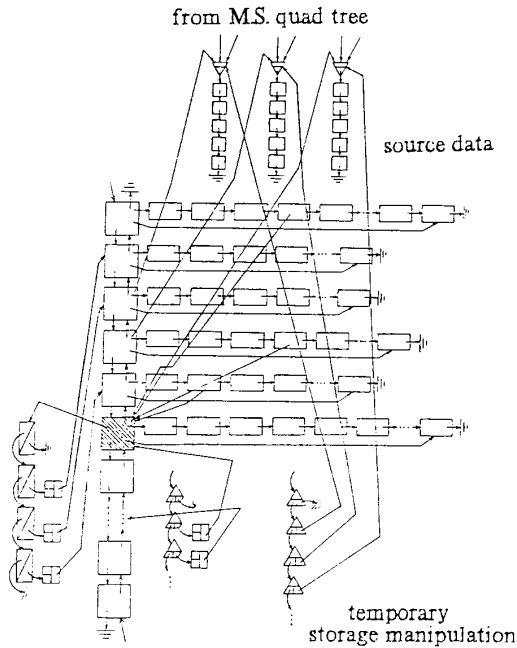 from M.S. quad tree
source data
temporary
storage manipulation